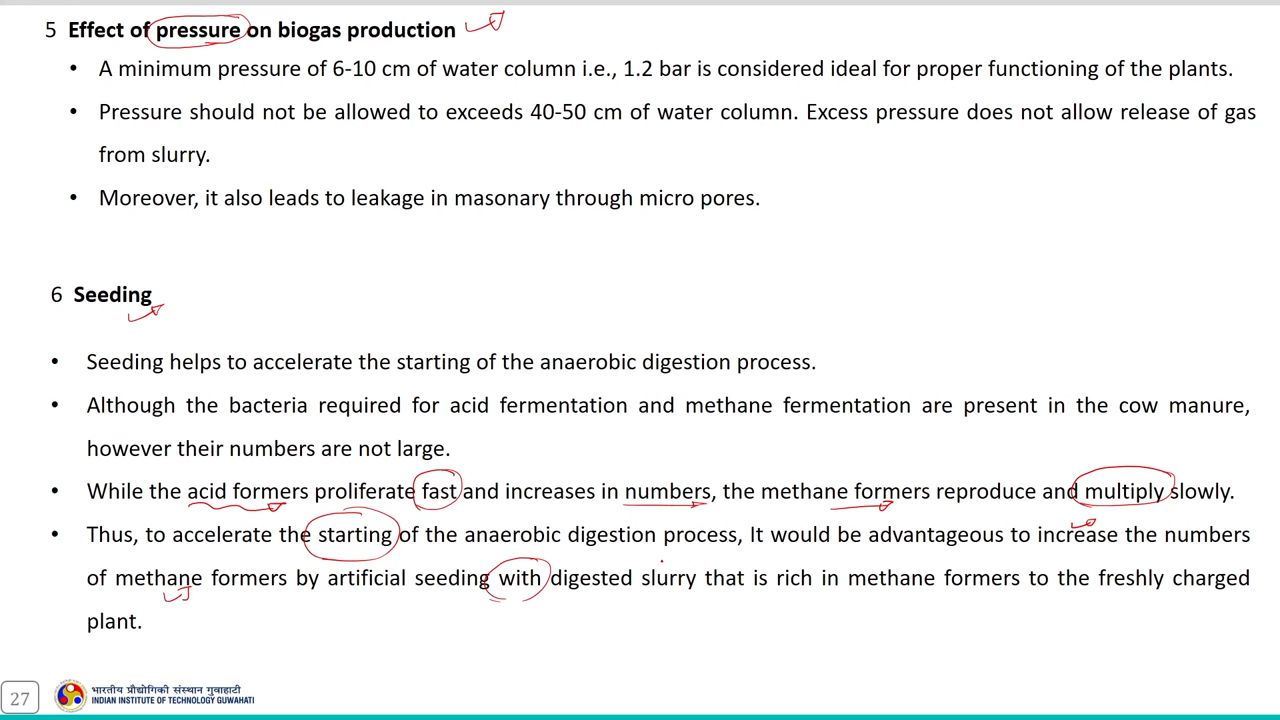 5 Effect of pressure on biogas production
• A minimum pressure of 6-10 cm of water column i.e., 1.2 bar is considered ideal for proper functioning of the plants.
• Pressure should not be allowed to exceeds 40-50 cm of water column. Excess pressure does not allow release of gas
from slurry.
• Moreover, it also leads to leakage in masonary through micro pores.
6 Seeding
• Seeding helps to accelerate the starting of the anaerobic digestion process.
• Although the bacteria required for acid fermentation and methane fermentation are present in the cow manure,
however their numbers are not large.
• While the acid formers proliferate fast and increases in numbers, the methane formers reproduce and multiply slowly.
• Thus, to accelerate the starting of the anaerobic digestion process, It would be advantageous to increase the numbers
of methane formers by artificial seeding with digested slurry that is rich in methane formers to the freshly charged
plant.
27
भारतीय प्रौद्योगिकी संस्थान गुवाहाटी
INDIAN INSTITUTE OF TECHNOLOGY GUWAHATI